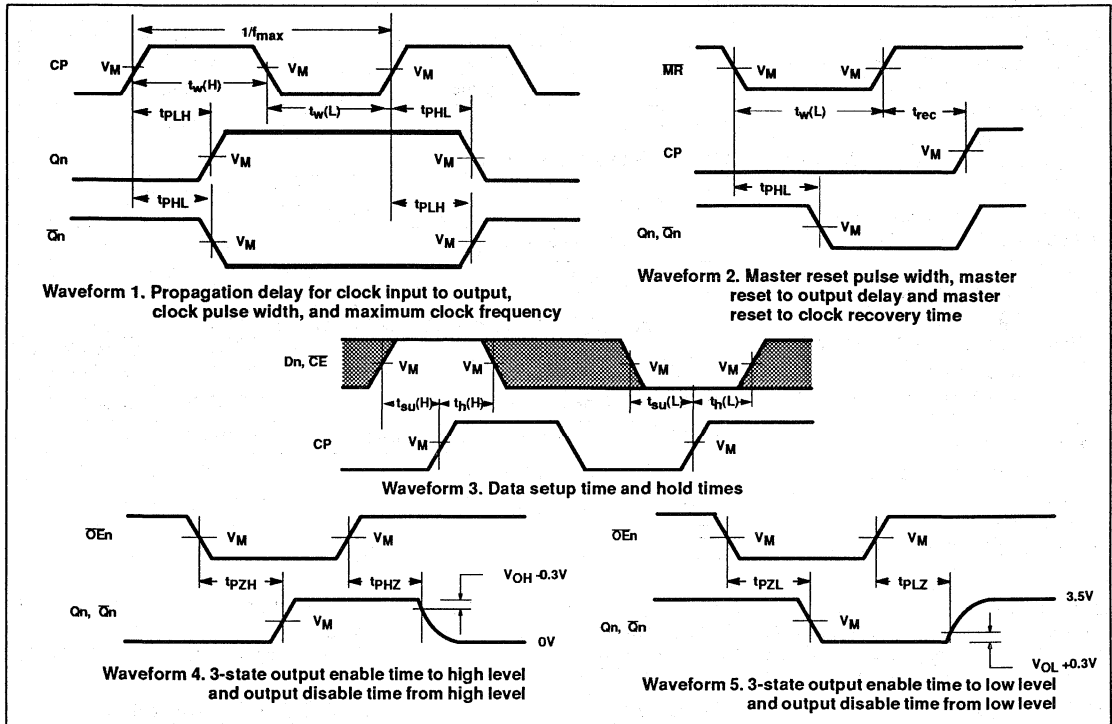 1/fmax
CP VM VM VM
tw(H)
tPLH tw(L) tPHL
Qn VM VM
tPHL tPLH
Q̅n VM VM
Waveform 1. Propagation delay for clock input to output,
clock pulse width, and maximum clock frequency
M̅R̅ VM VM
tw(L) trec
CP VM
tPHL
Qn, Q̅n VM
Waveform 2. Master reset pulse width, master
reset to output delay and master
reset to clock recovery time
Dn, C̅E̅ VM VM VM VM
tsu(H) th(H) tsu(L) th(L)
CP VM VM
Waveform 3. Data setup time and hold times
O̅E̅n VM VM
tPZH tPHZ VOH -0.3V
Qn, Q̅n VM 0V
Waveform 4. 3-state output enable time to high level
and output disable time from high level
O̅E̅n VM VM
tPZL tPLZ 3.5V
Qn, Q̅n VM
VOL +0.3V
Waveform 5. 3-state output enable time to low level
and output disable time from low level